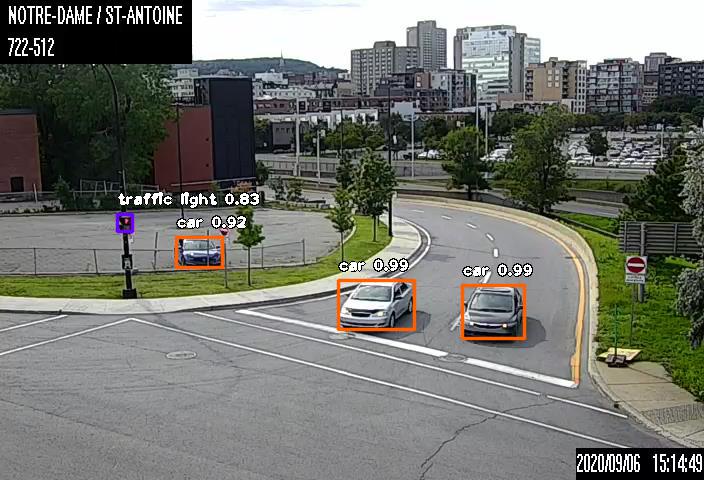 NOTRE-DAME / ST-ANTOINE
722-512
traffic light 0.83
car 0.92
car 0.99
car 0.99
2020/09/06 15:14:49